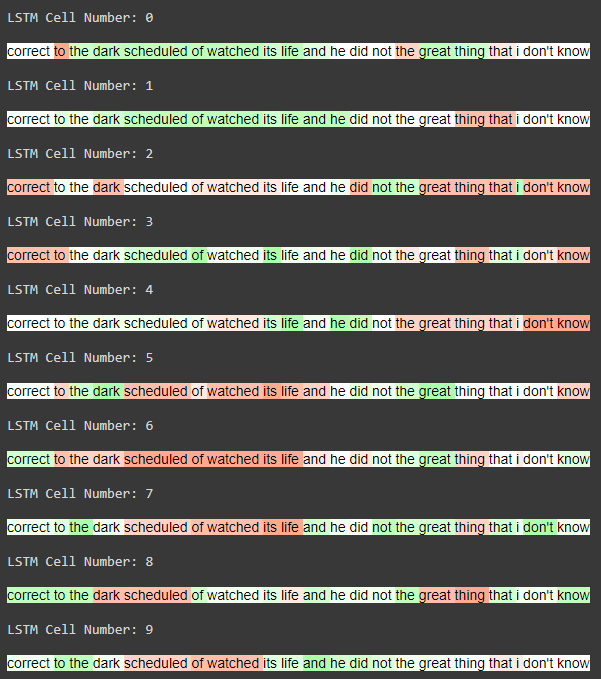 LSTM Cell Number: 0
correct to the dark scheduled of watched its life and he did not the great thing that i don't know
LSTM Cell Number: 1
correct to the dark scheduled of watched its life and he did not the great thing that i don't know
LSTM Cell Number: 2
correct to the dark scheduled of watched its life and he did not the great thing that i don't know
LSTM Cell Number: 3
correct to the dark scheduled of watched its life and he did not the great thing that i don't know
LSTM Cell Number: 4
correct to the dark scheduled of watched its life and he did not the great thing that i don't know
LSTM Cell Number: 5
correct to the dark scheduled of watched its life and he did not the great thing that i don't know
LSTM Cell Number: 6
correct to the dark scheduled of watched its life and he did not the great thing that i don't know
LSTM Cell Number: 7
correct to the dark scheduled of watched its life and he did not the great thing that i don't know
LSTM Cell Number: 8
correct to the dark scheduled of watched its life and he did not the great thing that i don't know
LSTM Cell Number: 9
correct to the dark scheduled of watched its life and he did not the great thing that i don't know